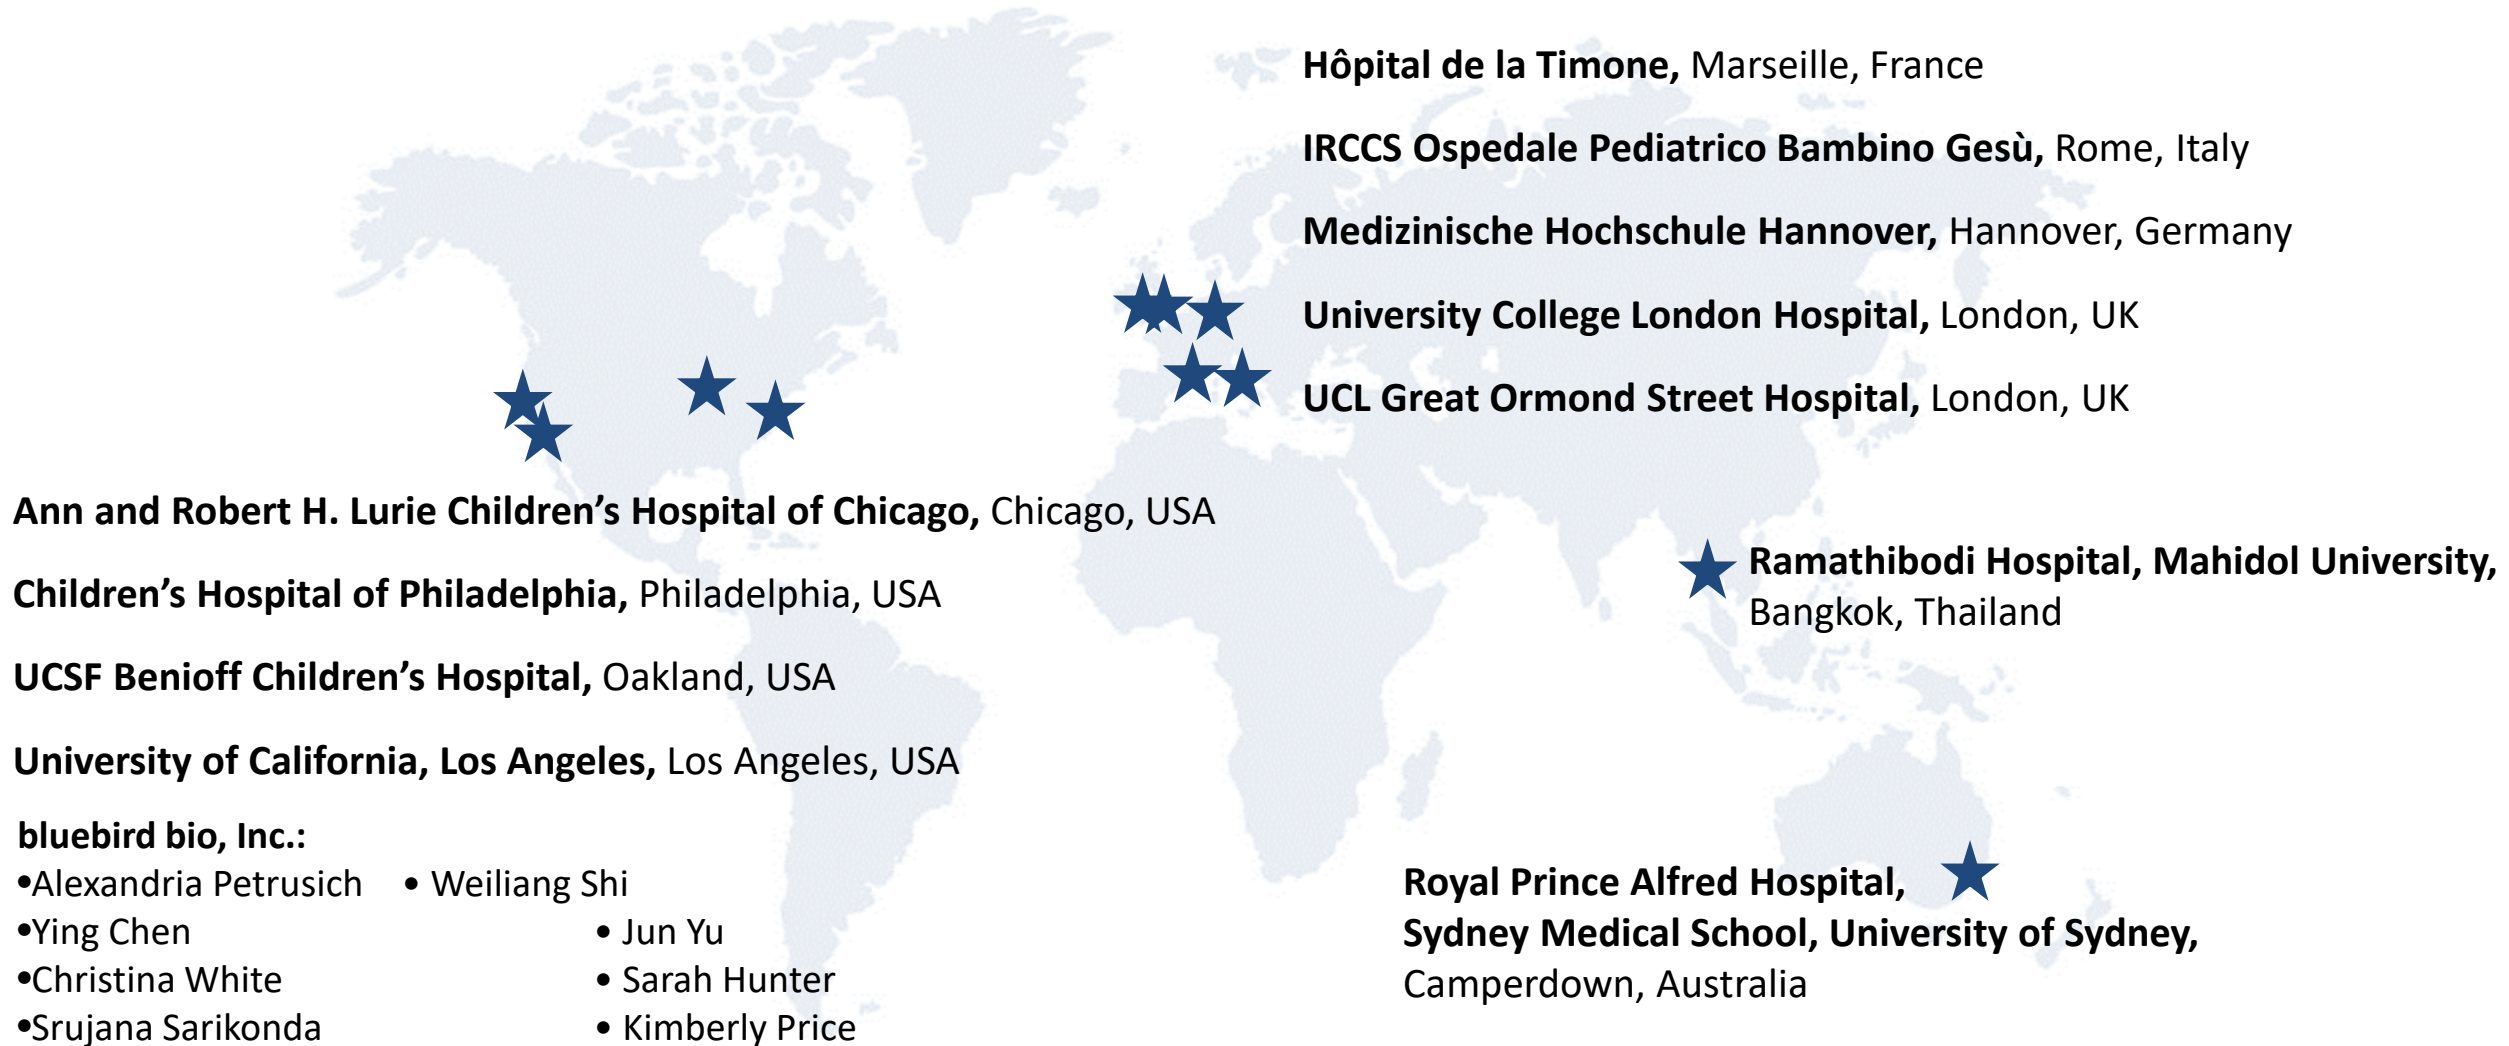 Hôpital de la Timone, Marseille, France
IRCCS Ospedale Pediatrico Bambino Gesù, Rome, Italy
Medizinische Hochschule Hannover, Hannover, Germany
University College London Hospital, London, UK
UCL Great Ormond Street Hospital, London, UK
Ann and Robert H. Lurie Children’s Hospital of Chicago, Chicago, USA
Children’s Hospital of Philadelphia, Philadelphia, USA
UCSF Benioff Children’s Hospital, Oakland, USA
University of California, Los Angeles, Los Angeles, USA
Ramathibodi Hospital, Mahidol University,
Bangkok, Thailand
Royal Prince Alfred Hospital,
Sydney Medical School, University of Sydney,
Camperdown, Australia
bluebird bio, Inc.:
•Alexandria Petrusich • Weiliang Shi
•Ying Chen • Jun Yu
•Christina White • Sarah Hunter
•Srujana Sarikonda • Kimberly Price